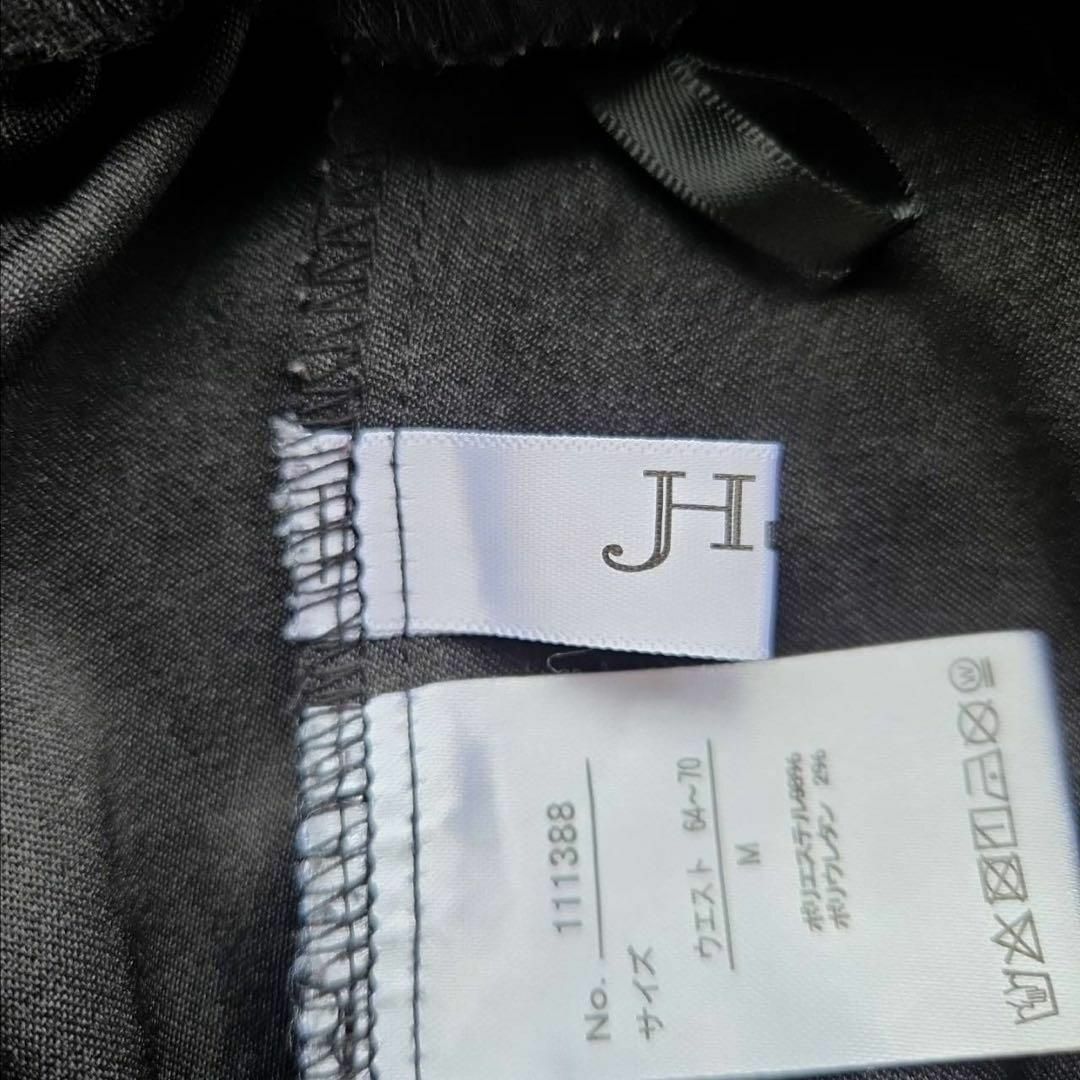 JH
No. 111388
サイズ
ウエスト 64～70
M
ポリエステル98%
ポリウレタン 2%
W